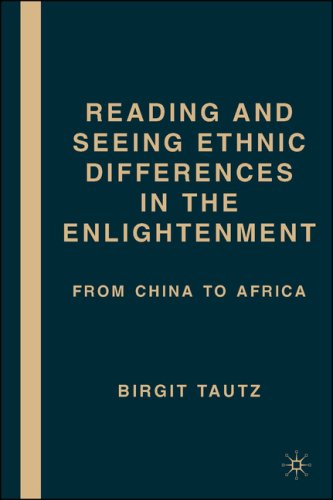 READING AND
SEEING ETHNIC
DIFFERENCES
IN THE
ENLIGHTENMENT
FROM CHINA TO AFRICA
BIRGIT TAUTZ